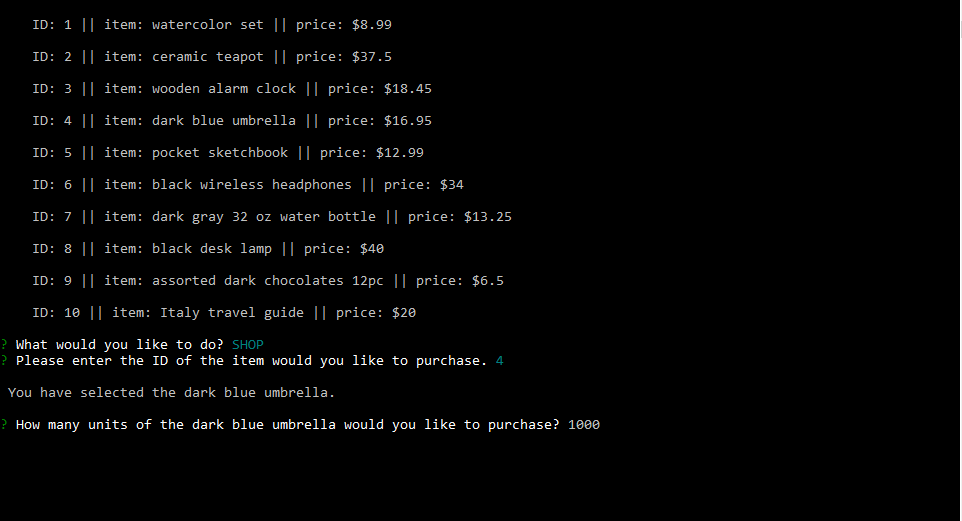 ID: 1 || item: watercolor set || price: $8.99
ID: 2 || item: ceramic teapot || price: $37.5
ID: 3 || item: wooden alarm clock || price: $18.45
ID: 4 || item: dark blue umbrella || price: $16.95
ID: 5 || item: pocket sketchbook || price: $12.99
ID: 6 || item: black wireless headphones || price: $34
ID: 7 || item: dark gray 32 oz water bottle || price: $13.25
ID: 8 || item: black desk lamp || price: $40
ID: 9 || item: assorted dark chocolates 12pc || price: $6.5
ID: 10 || item: Italy travel guide || price: $20
? What would you like to do? SHOP
? Please enter the ID of the item would you like to purchase. 4
You have selected the dark blue umbrella.
? How many units of the dark blue umbrella would you like to purchase? 1000